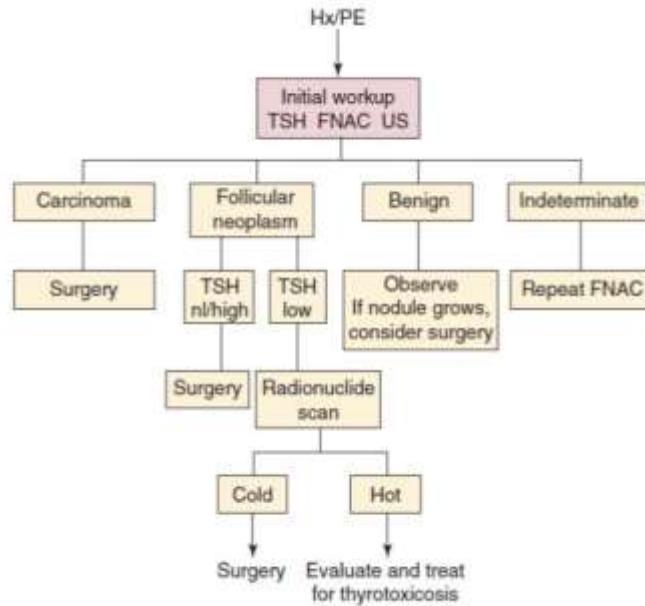 Hx/PE
Initial workup
TSH FNAC US
Carcinoma
Follicular
neoplasm
Benign
Indeterminate
Surgery
TSH
nl/high
TSH
low
Observe
If nodule grows,
consider surgery
Repeat FNAC
Surgery
Radionuclide
scan
Cold
Hot
Surgery
Evaluate and treat
for thyrotoxicosis